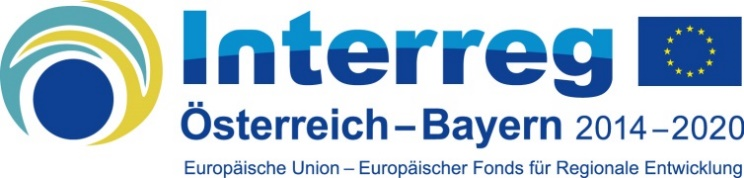 Interreg
Österreich – Bayern 2014 – 2020
Europäische Union – Europäischer Fonds für Regionale Entwicklung